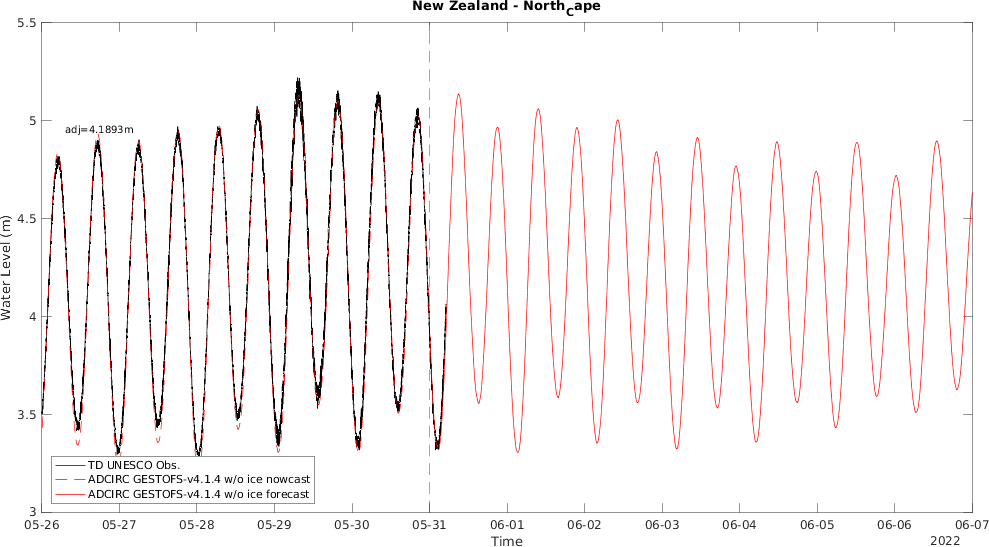 New Zealand - NorthCape
5.5
5
4.5
4
3.5
3
Water Level (m)
adj=4.1893m
TD UNESCO Obs.
ADCIRC GESTOFS-v4.1.4 w/o ice nowcast
ADCIRC GESTOFS-v4.1.4 w/o ice forecast
05-26 05-27 05-28 05-29 05-30 05-31 06-01 06-02 06-03 06-04 06-05 06-06 06-07
Time
2022